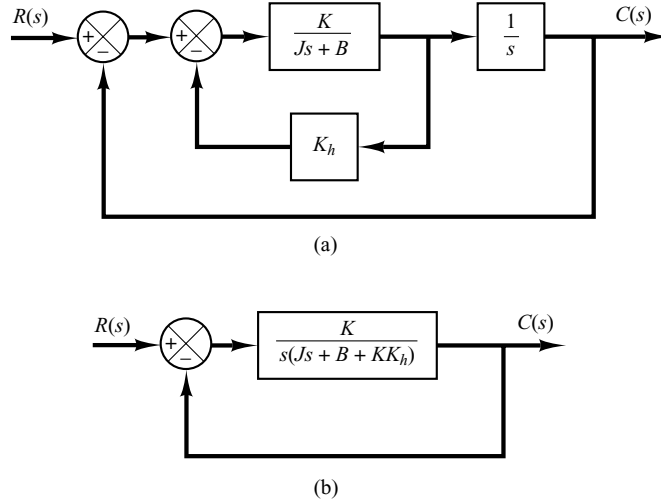 R(s)
+
−
+
−
K
Js + B
1
s
C(s)
K_h
(a)
R(s)
+
−
K
s(Js + B + KK_h)
C(s)
(b)